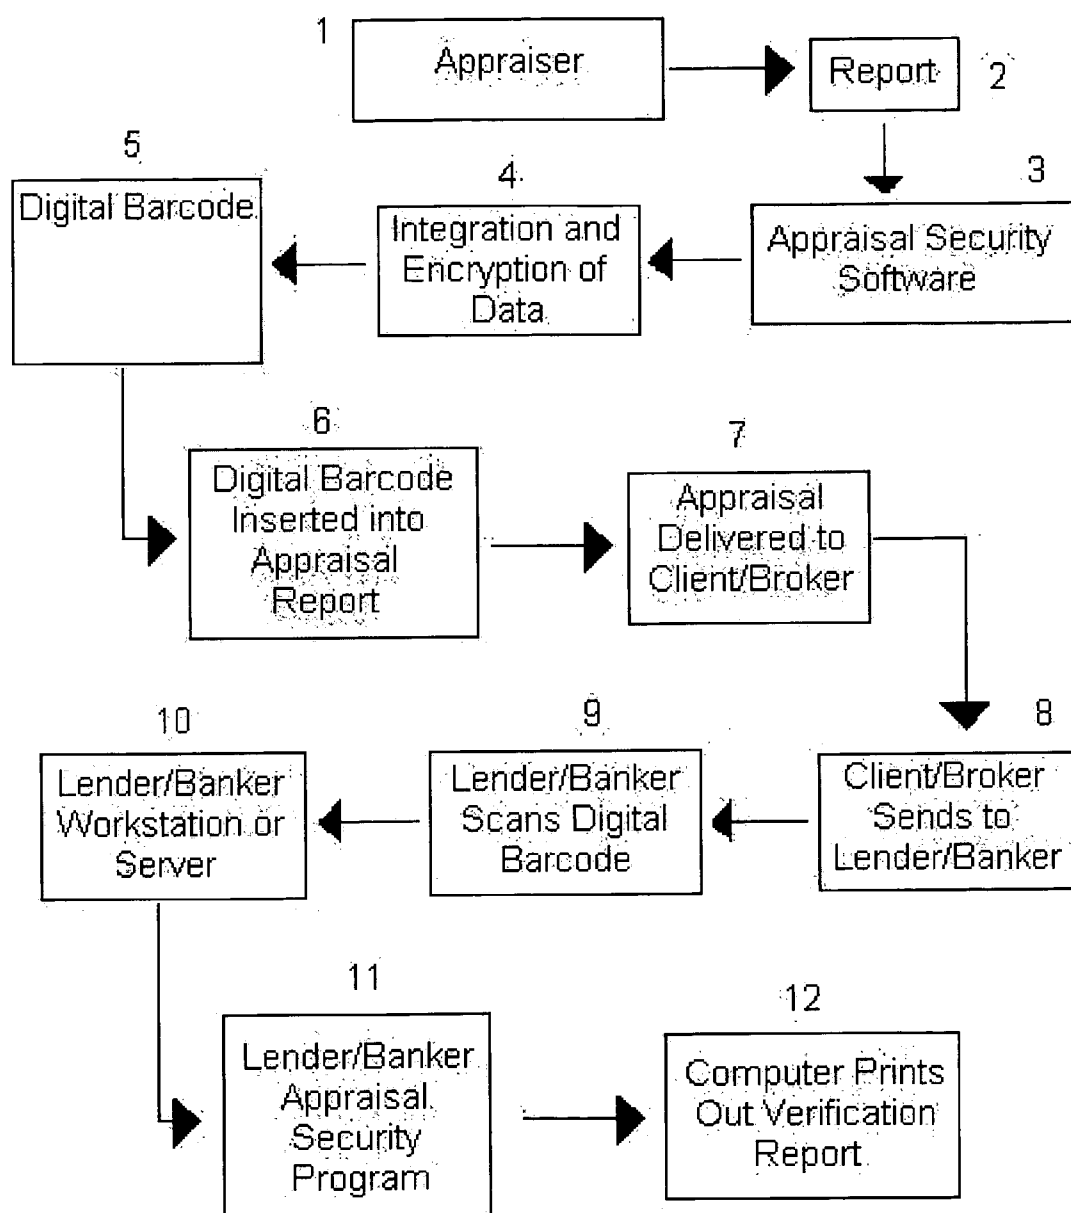 1
Appraiser
Report
2
3
Appraisal Security
Software
4
Integration and
Encryption of
Data
5
Digital Barcode
6
Digital Barcode
Inserted into
Appraisal
Report
7
Appraisal
Delivered to
Client/Broker
8
Client/Broker
Sends to
Lender/Banker
9
Lender/Banker
Scans Digital
Barcode
10
Lender/Banker
Workstation or
Server
11
Lender/Banker
Appraisal
Security
Program
12
Computer Prints
Out Verification
Report